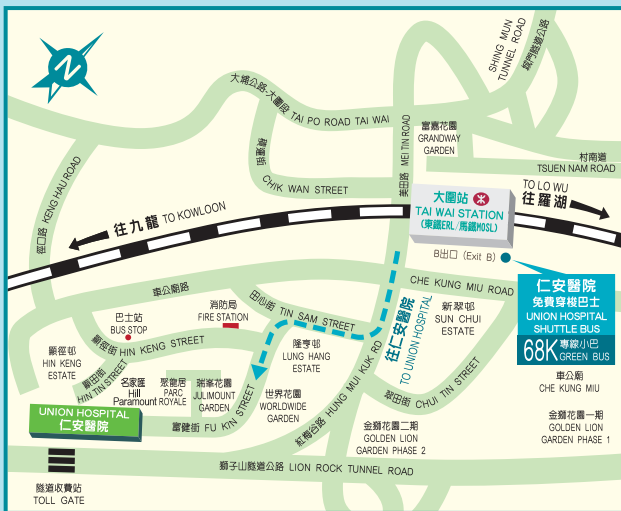 N
SHING MUN
TUNNEL ROAD
城門隧道公路
大埔公路-大圍段 TAI PO ROAD TAI WAI
積運街
CHIK WAN STREET
美田路 MEI TIN ROAD
富嘉花園
GRANDWAY
GARDEN
村南道
TSUEN NAM ROAD
徑口路 KENG HAU ROAD
往九龍 TO KOWLOON
大圍站
TAI WAI STATION
(東鐵ERL/馬鐵MOSL)
TO LO WU
往羅湖
B出口 (Exit B)
仁安醫院
免費穿梭巴士
UNION HOSPITAL
SHUTTLE BUS
68K 專線小巴
GREEN BUS
車公廟路
CHE KUNG MIU ROAD
巴士站
BUS STOP
消防局
FIRE STATION
田心街 TIN SAM STREET
往仁安醫院
TO UNION HOSPITAL
新翠邨
SUN CHUI
ESTATE
顯徑邨
HIN KENG
ESTATE
顯徑街 HIN KENG STREET
顯田街
HIN TIN STREET
隆亨邨
LUNG HANG
ESTATE
車公廟
CHE KUNG MIU
名家匯
Hill
Paramount
聚龍居
PARC
ROYALE
瑞峯花園
JULIMOUNT
GARDEN
世界花園
WORLDWIDE
GARDEN
紅梅谷路 HUNG MUI KUK RD
翠田街 CHUI TIN STREET
UNION HOSPITAL
仁安醫院
富健街 FU KIN STREET
金獅花園二期
GOLDEN LION
GARDEN PHASE 2
金獅花園一期
GOLDEN LION
GARDEN PHASE 1
獅子山隧道公路 LION ROCK TUNNEL ROAD
隧道收費站
TOLL GATE